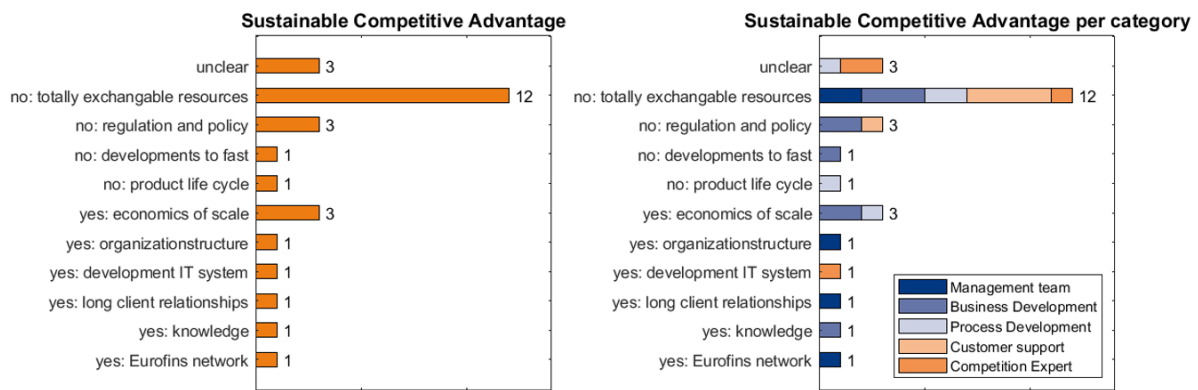 Sustainable Competitive Advantage
unclear 3
no: totally exchangable resources 12
no: regulation and policy 3
no: developments to fast 1
no: product life cycle 1
yes: economics of scale 3
yes: organizationstructure 1
yes: development IT system 1
yes: long client relationships 1
yes: knowledge 1
yes: Eurofins network 1
Sustainable Competitive Advantage per category
unclear 3
no: totally exchangable resources 12
no: regulation and policy 3
no: developments to fast 1
no: product life cycle 1
yes: economics of scale 3
yes: organizationstructure 1
yes: development IT system 1
yes: long client relationships 1
yes: knowledge 1
yes: Eurofins network 1
Management team
Business Development
Process Development
Customer support
Competition Expert